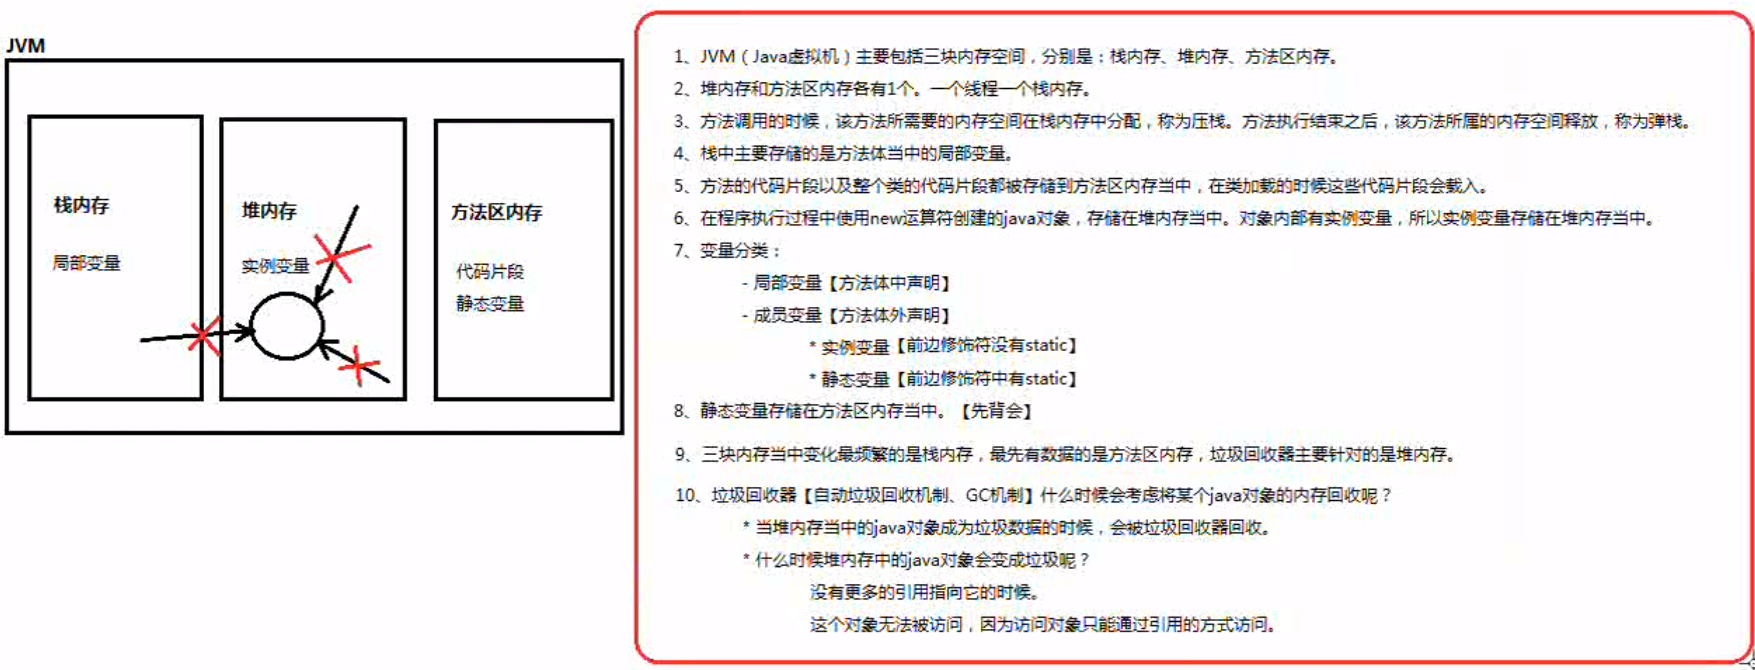 JVM
栈内存
局部变量
堆内存
实例变量
方法区内存
代码片段
静态变量
1、JVM（Java虚拟机）主要包括三块内存空间，分别是：栈内存、堆内存、方法区内存。
2、堆内存和方法区内存各有1个。一个线程一个栈内存。
3、方法调用的时候，该方法所需要的内存空间在栈内存中分配，称为压栈。方法执行结束之后，该方法所属的内存空间释放，称为弹栈。
4、栈中主要存储的是方法体当中的局部变量。
5、方法的代码片段以及整个类的代码片段都被存储到方法区内存当中，在类加载的时候这些代码片段会载入。
6、在程序执行过程中使用new运算符创建的java对象，存储在堆内存当中。对象内部有实例变量，所以实例变量存储在堆内存当中。
7、变量分类：
- 局部变量【方法体中声明】
- 成员变量【方法体外声明】
* 实例变量【前边修饰符没有static】
* 静态变量【前边修饰符中有static】
8、静态变量存储在方法区内存当中。【先背会】
9、三块内存当中变化最频繁的是栈内存，最先有数据的是方法区内存，垃圾回收器主要针对的是堆内存。
10、垃圾回收器【自动垃圾回收机制、GC机制】什么时候会考虑将某个java对象的内存回收呢？
* 当堆内存当中的java对象成为垃圾数据的时候，会被垃圾回收器回收。
* 什么时候堆内存中的java对象会变成垃圾呢？
没有更多的引用指向它的时候。
这个对象无法被访问，因为访问对象只能通过引用的方式访问。